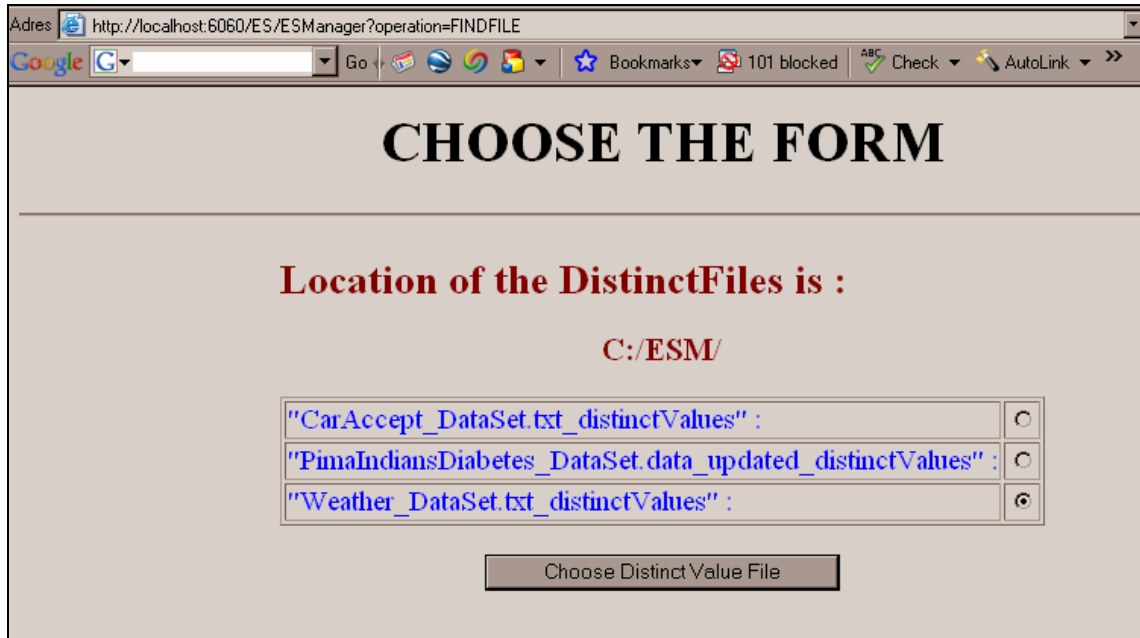 Adres http://localhost:6060/ES/ESManager?operation=FINDFILE
Google G Go Bookmarks 101 blocked ABC Check AutoLink »
CHOOSE THE FORM
Location of the DistinctFiles is :
C:/ESM/
"CarAccept_DataSet.txt_distinctValues" :
"PimaIndiansDiabetes_DataSet.data_updated_distinctValues" :
"Weather_DataSet.txt_distinctValues" :
Choose Distinct Value File